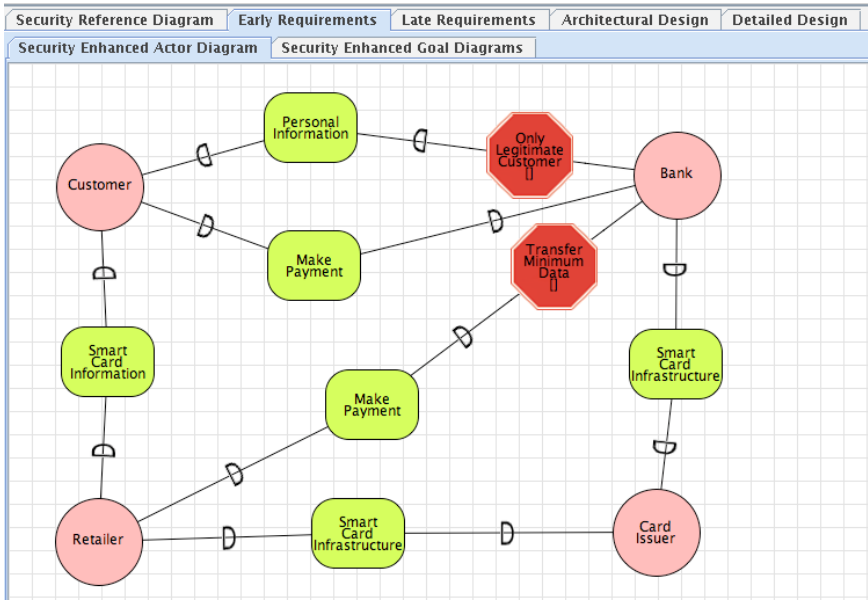 Security Reference Diagram
Early Requirements
Late Requirements
Architectural Design
Detailed Design
Security Enhanced Actor Diagram
Security Enhanced Goal Diagrams
Personal
Information
Only
Legitimate
Customer
[]
Customer
Bank
Make
Payment
Transfer
Minimum
Data
[]
Smart
Card
Information
Smart
Card
Infrastructure
Make
Payment
Retailer
Smart
Card
Infrastructure
Card
Issuer